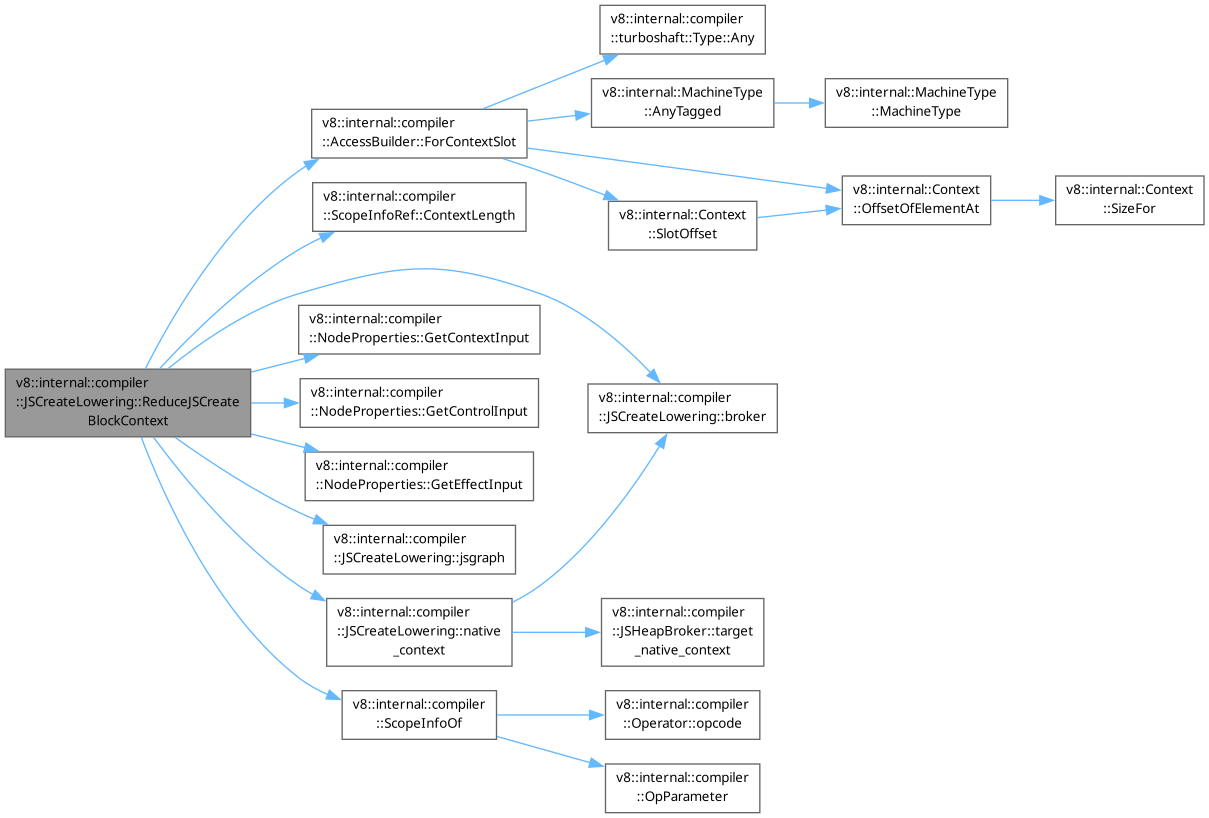 v8::internal::compiler
::turboshaft::Type::Any
v8::internal::MachineType
::AnyTagged
v8::internal::MachineType
::MachineType
v8::internal::compiler
::AccessBuilder::ForContextSlot
v8::internal::Context
::OffsetOfElementAt
v8::internal::Context
::SizeFor
v8::internal::compiler
::ScopeInfoRef::ContextLength
v8::internal::Context
::SlotOffset
v8::internal::compiler
::NodeProperties::GetContextInput
v8::internal::compiler
::JSCreateLowering::ReduceJSCreate
BlockContext
v8::internal::compiler
::NodeProperties::GetControlInput
v8::internal::compiler
::JSCreateLowering::broker
v8::internal::compiler
::NodeProperties::GetEffectInput
v8::internal::compiler
::JSCreateLowering::jsgraph
v8::internal::compiler
::JSCreateLowering::native
_context
v8::internal::compiler
::JSHeapBroker::target
_native_context
v8::internal::compiler
::ScopeInfoOf
v8::internal::compiler
::Operator::opcode
v8::internal::compiler
::OpParameter